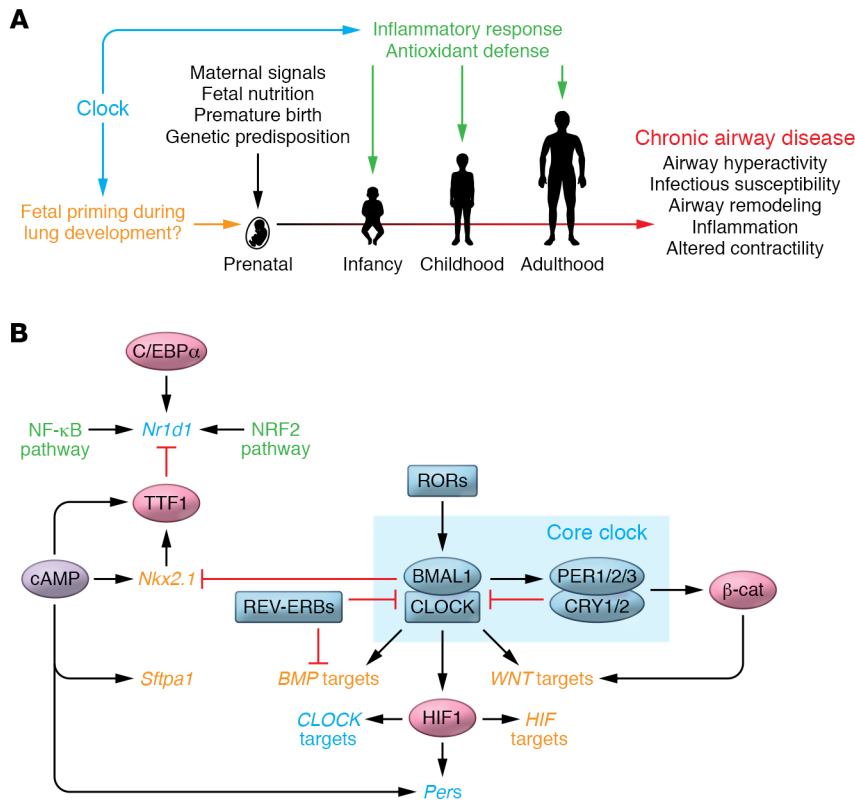 A
Inflammatory response
Antioxidant defense
Maternal signals
Fetal nutrition
Premature birth
Genetic predisposition
Clock
Chronic airway disease
Airway hyperactivity
Infectious susceptibility
Airway remodeling
Inflammation
Altered contractility
Fetal priming during
lung development?
Prenatal
Infancy
Childhood
Adulthood
B
C/EBPα
NF-κB
pathway
Nr1d1
NRF2
pathway
TTF1
RORs
Core clock
cAMP
Nkx2.1
BMAL1
CLOCK
PER1/2/3
CRY1/2
β-cat
REV-ERBs
Sftpa1
BMP targets
WNT targets
CLOCK
targets
HIF1
HIF
targets
Pers